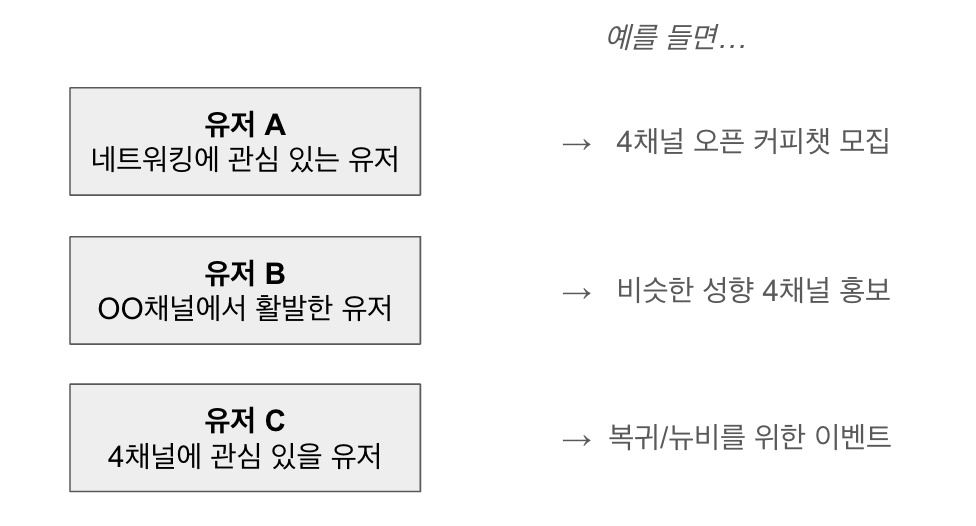 예를 들면...
유저 A
네트워킹에 관심 있는 유저
→ 4채널 오픈 커피챗 모집
유저 B
OO채널에서 활발한 유저
→ 비슷한 성향 4채널 홍보
유저 C
4채널에 관심 있을 유저
→ 복귀/뉴비를 위한 이벤트